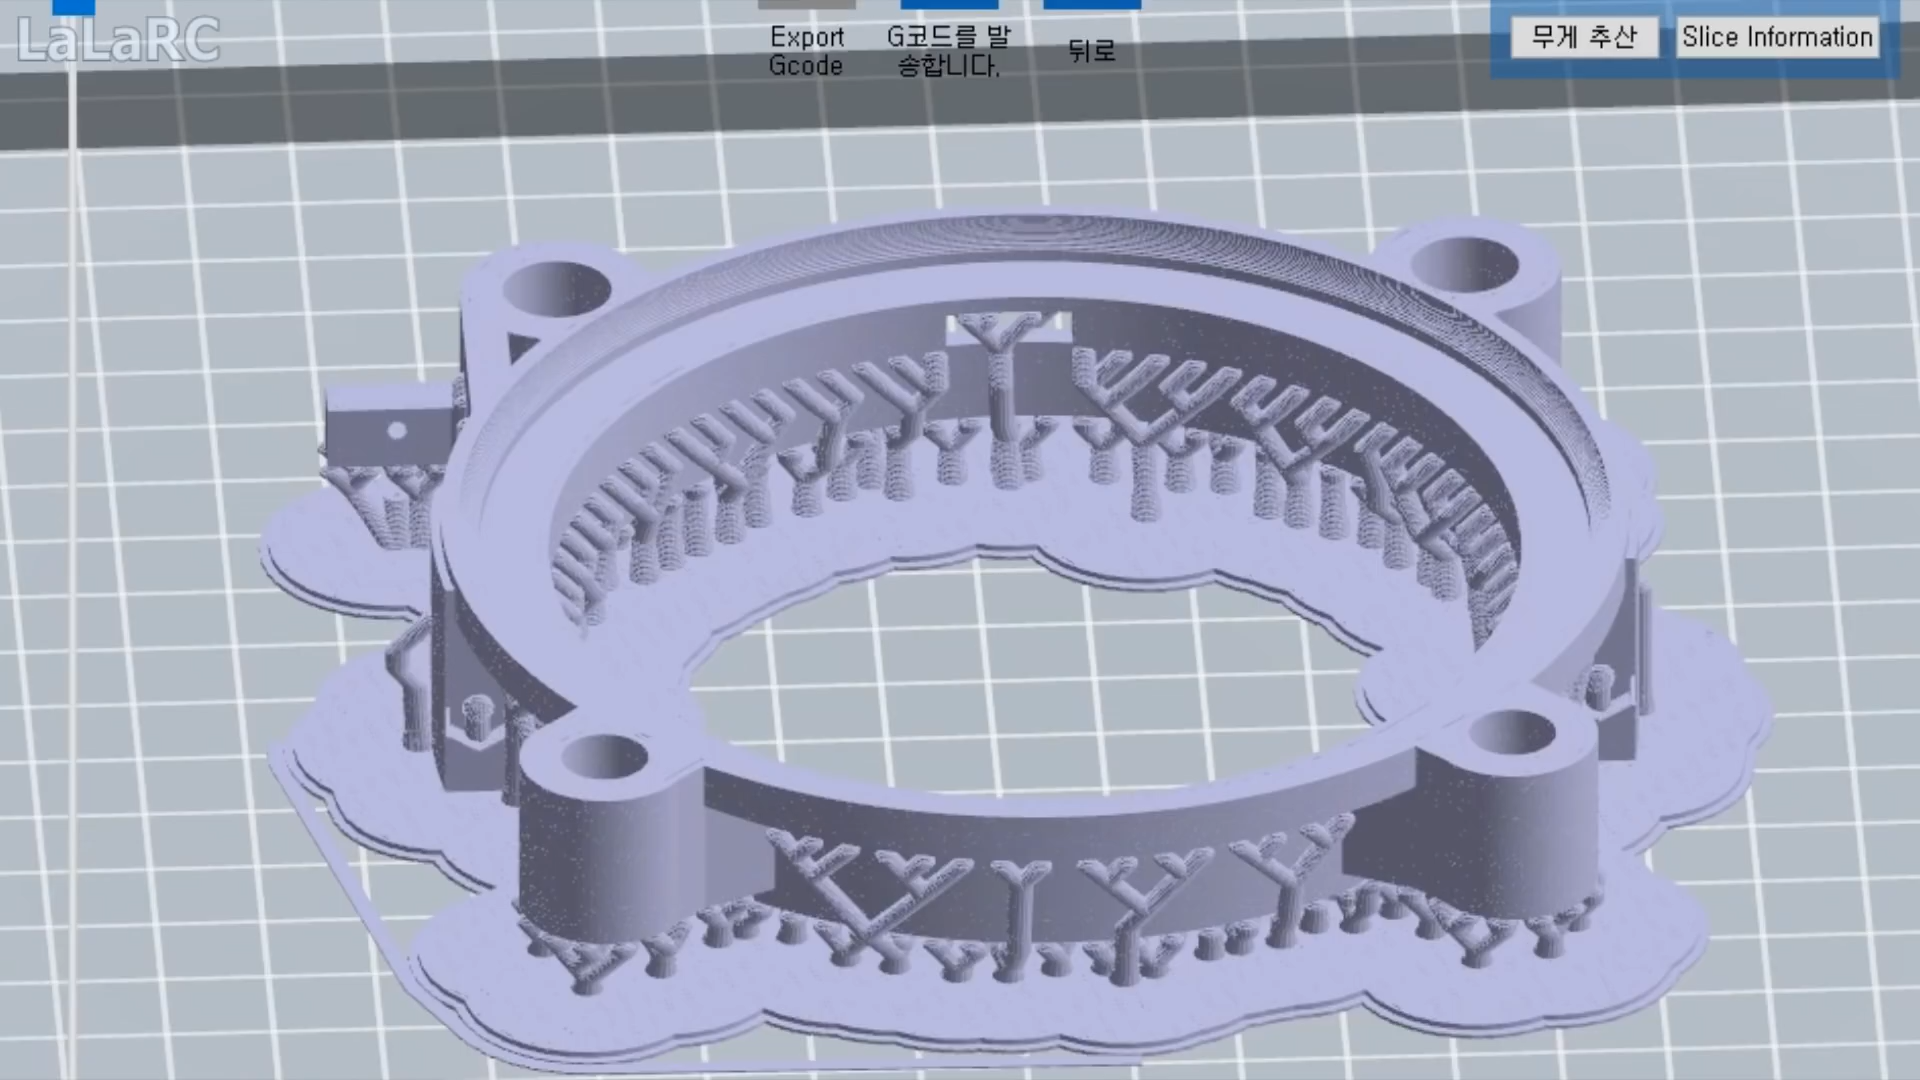 LaLaRC
Export
Gcode
G코드를 발
송합니다.
뒤로
무게 추산
Slice Information